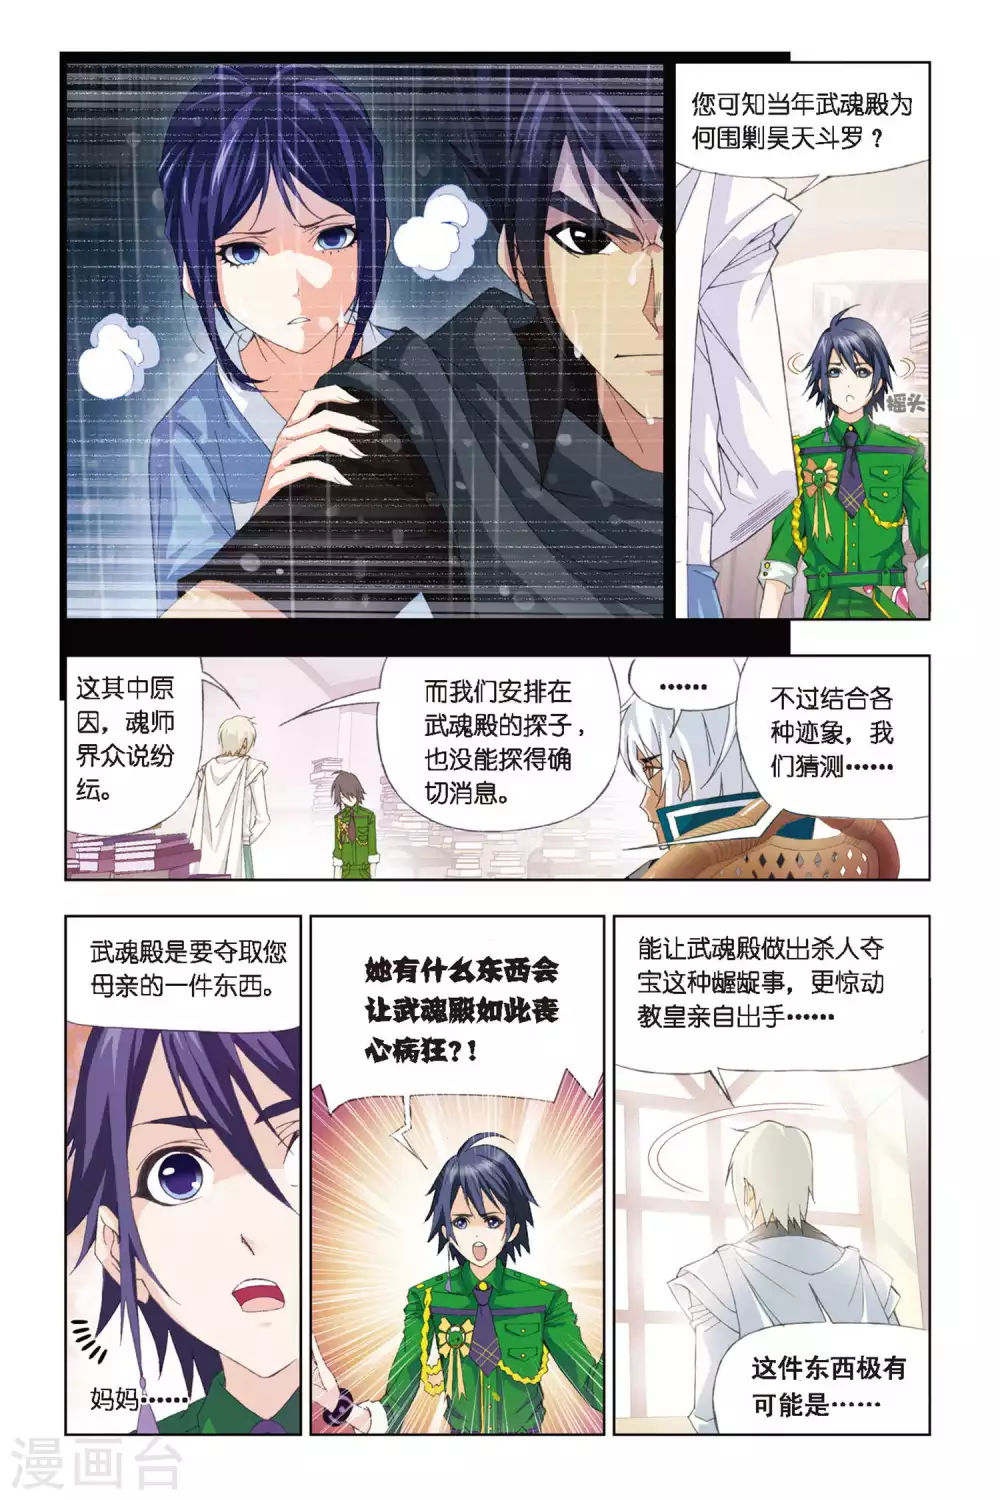 您可知当年武魂殿为
何围剿昊天斗罗？
摇头
这其中原
因，魂师
界众说纷
纭。
而我们安排在
武魂殿的探子，
也没能探得确
切消息。
……
不过结合各
种迹象，我
们猜测……
武魂殿是要夺取您
母亲的一件东西。
妈妈……
她有什么东西会
让武魂殿如此丧
心病狂？！
能让武魂殿做出杀人夺
宝这种龌龊事，更惊动
教皇亲自出手……
这件东西极有
可能是……
漫画台